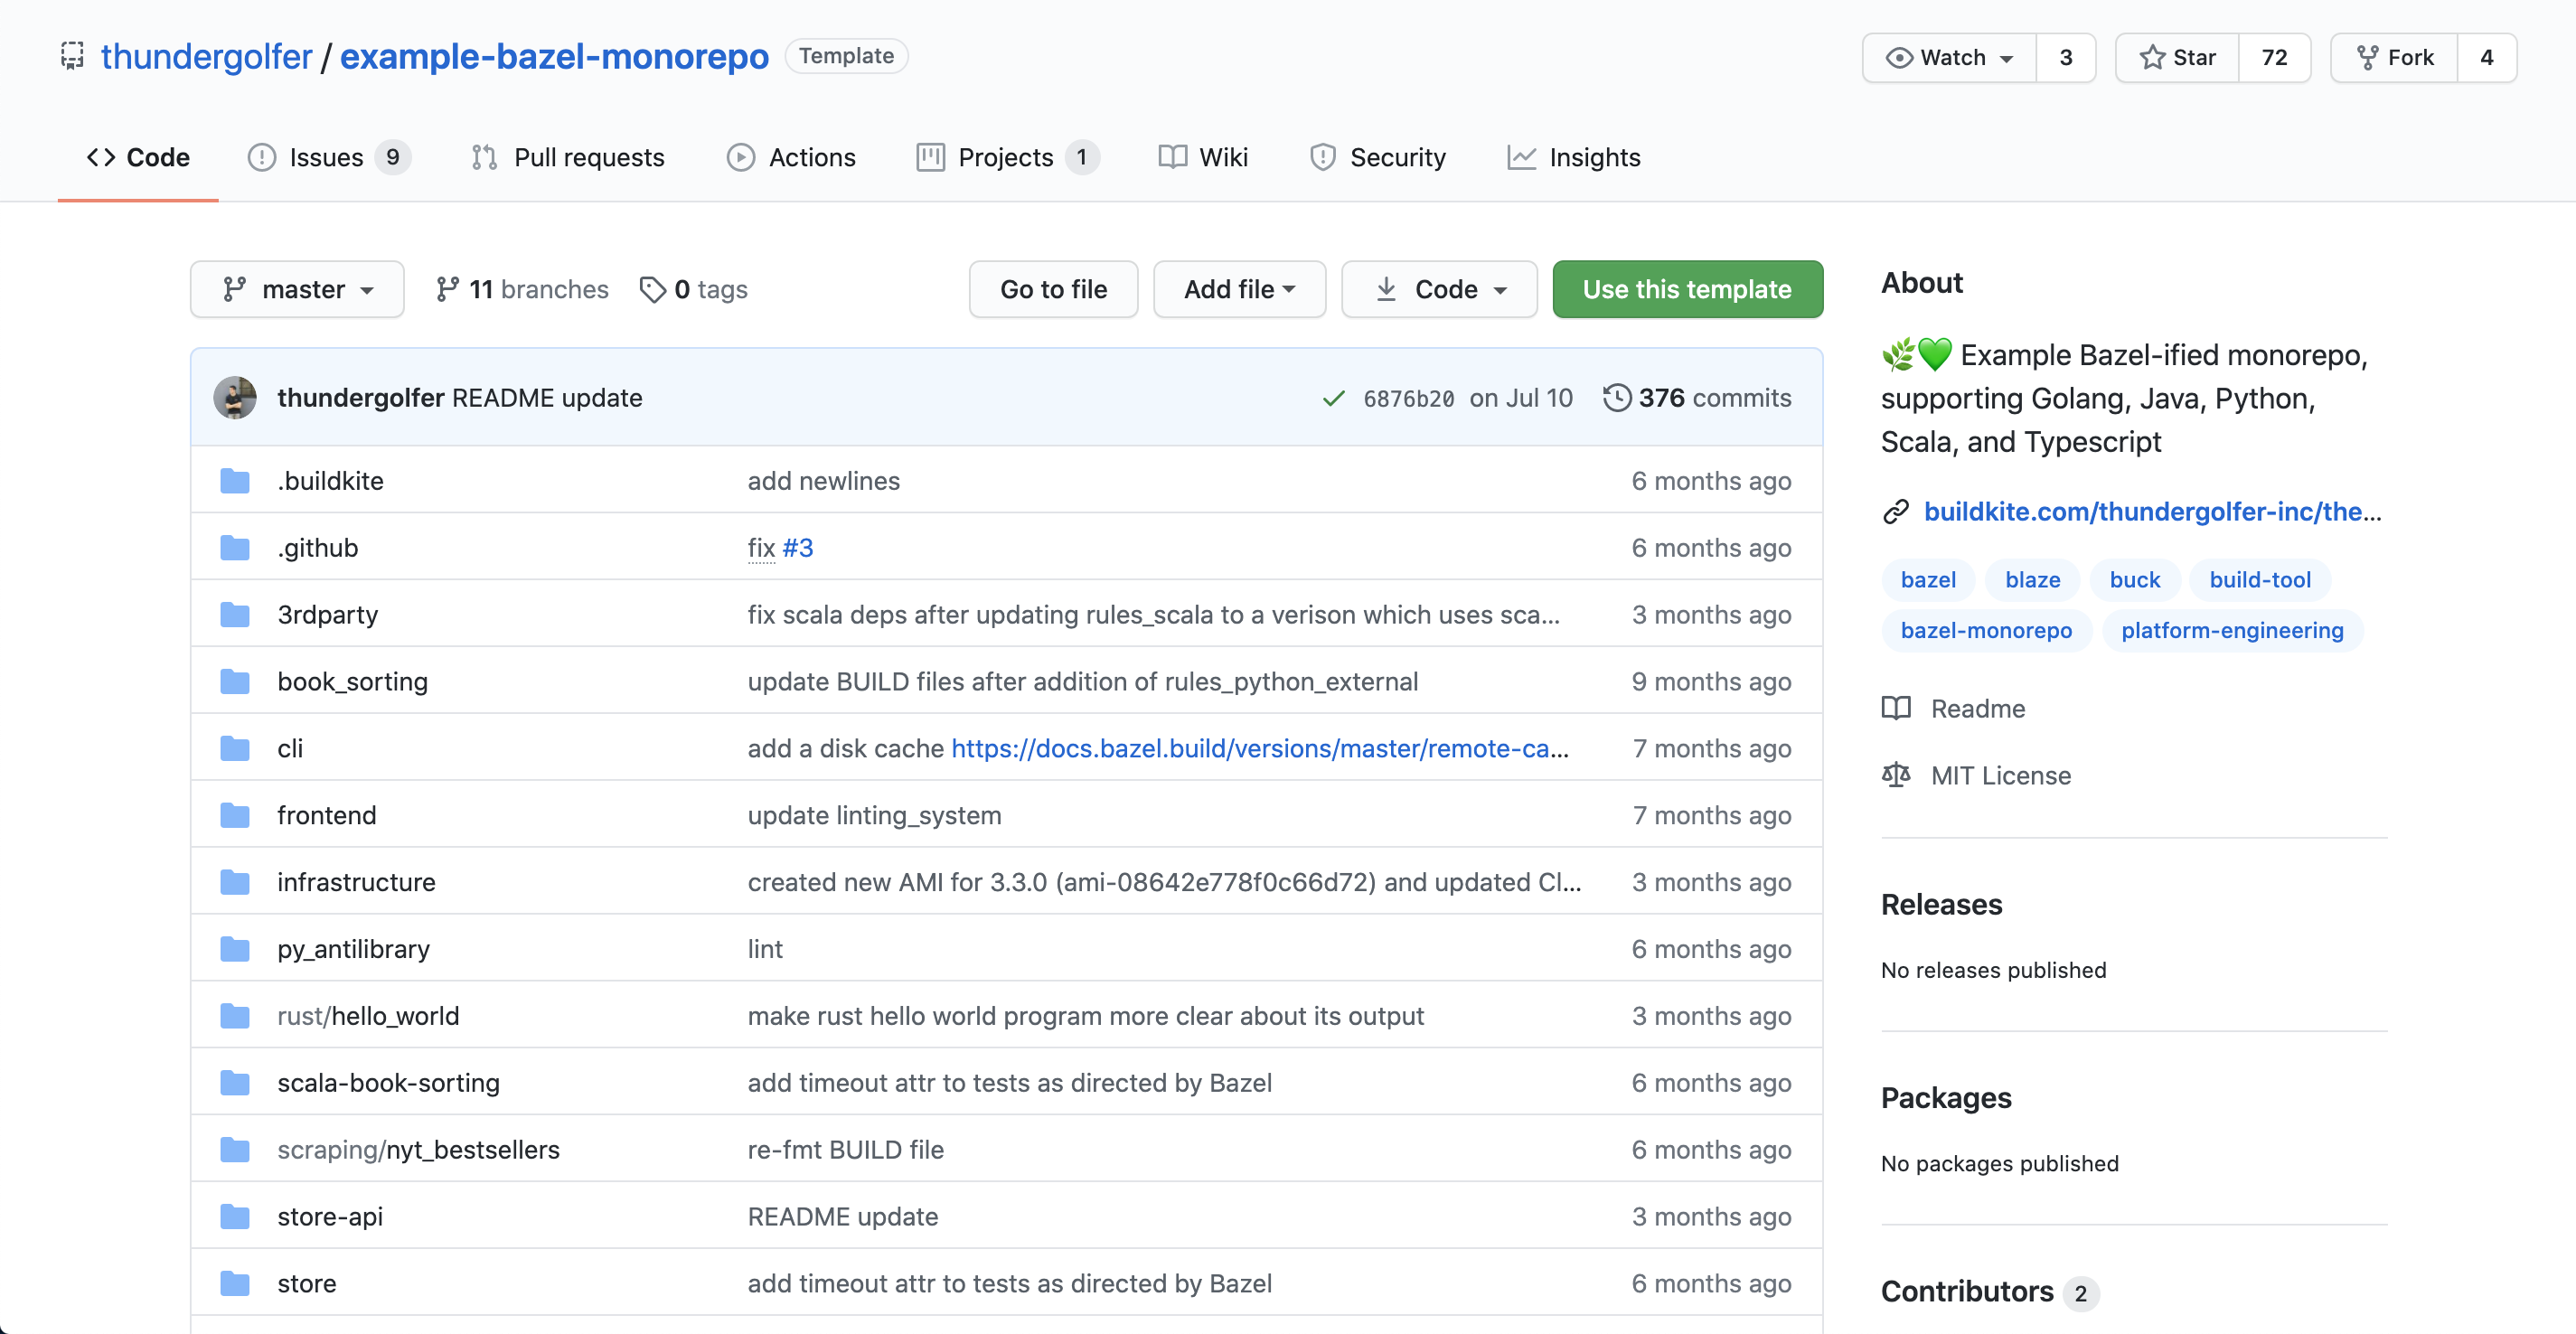 thundergolfer / example-bazel-monorepo Template
Watch 3 Star 72 Fork 4
Code Issues 9 Pull requests Actions Projects 1 Wiki Security Insights
master 11 branches 0 tags Go to file Add file Code Use this template
thundergolfer README update 6876b20 on Jul 10 376 commits
.buildkite add newlines 6 months ago
.github fix #3 6 months ago
3rdparty fix scala deps after updating rules_scala to a verison which uses sca... 3 months ago
book_sorting update BUILD files after addition of rules_python_external 9 months ago
cli add a disk cache https://docs.bazel.build/versions/master/remote-ca... 7 months ago
frontend update linting_system 7 months ago
infrastructure created new AMI for 3.3.0 (ami-08642e778f0c66d72) and updated Cl... 3 months ago
py_antilibrary lint 6 months ago
rust/hello_world make rust hello world program more clear about its output 3 months ago
scala-book-sorting add timeout attr to tests as directed by Bazel 6 months ago
scraping/nyt_bestsellers re-fmt BUILD file 6 months ago
store-api README update 3 months ago
store add timeout attr to tests as directed by Bazel 6 months ago
About
🌿💚 Example Bazel-ified monorepo,
supporting Golang, Java, Python,
Scala, and Typescript
buildkite.com/thundergolfer-inc/the...
bazel blaze buck build-tool
bazel-monorepo platform-engineering
Readme
MIT License
Releases
No releases published
Packages
No packages published
Contributors 2